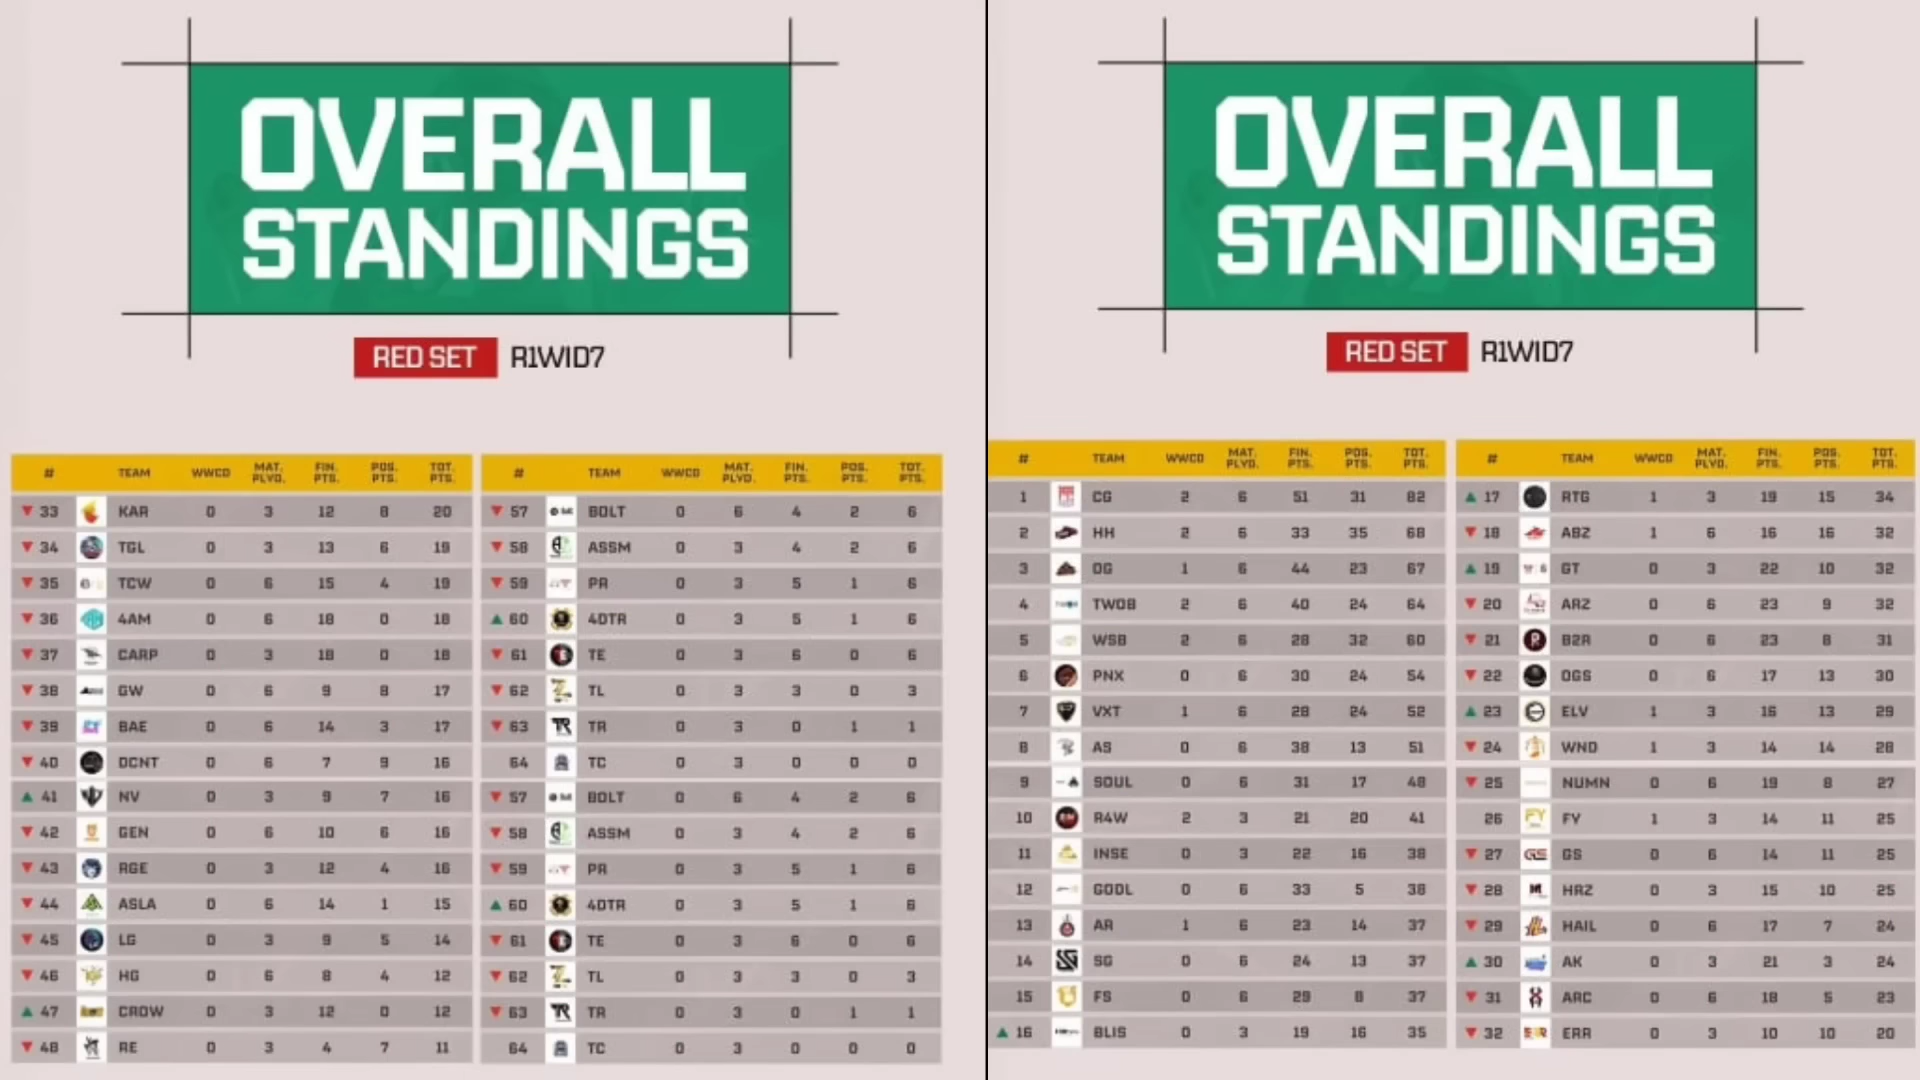 OVERALL
STANDINGS
RED SET R1WID7
# TEAM WWCD MAT. PLYD. FIN. PTS. POS. PTS. TOT. PTS.
33 KAR 0 3 12 8 20
34 TGL 0 3 13 6 19
35 TCW 0 6 15 4 19
36 4AM 0 6 18 0 18
37 CARP 0 3 18 0 18
38 GW 0 6 9 8 17
39 BAE 0 6 14 3 17
40 DCNT 0 6 7 9 16
41 NV 0 3 9 7 16
42 GEN 0 6 10 6 16
43 RGE 0 3 12 4 16
44 ASLA 0 6 14 1 15
45 LG 0 3 9 5 14
46 HG 0 6 8 4 12
47 CROW 0 3 12 0 12
48 RE 0 3 4 7 11
# TEAM WWCD MAT. PLYD. FIN. PTS. POS. PTS. TOT. PTS.
57 BOLT 0 6 4 2 6
58 ASSM 0 3 4 2 6
59 PR 0 3 5 1 6
60 4DTR 0 3 5 1 6
61 TE 0 3 6 0 6
62 TL 0 3 3 0 3
63 TR 0 3 0 1 1
64 TC 0 3 0 0 0
57 BOLT 0 6 4 2 6
58 ASSM 0 3 4 2 6
59 PR 0 3 5 1 6
60 4DTR 0 3 5 1 6
61 TE 0 3 6 0 6
62 TL 0 3 3 0 3
63 TR 0 3 0 1 1
64 TC 0 3 0 0 0
OVERALL
STANDINGS
RED SET R1WID7
# TEAM WWCD MAT. PLYD. FIN. PTS. POS. PTS. TOT. PTS.
1 CG 2 6 51 31 82
2 HH 2 6 33 35 68
3 OG 1 6 44 23 67
4 TWOB 2 6 40 24 64
5 WSB 2 6 28 32 60
6 PNX 0 6 30 24 54
7 VXT 1 6 28 24 52
8 AS 0 6 38 13 51
9 SOUL 0 6 31 17 48
10 R4W 2 3 21 20 41
11 INSE 0 3 22 16 38
12 GODL 0 6 33 5 38
13 AR 1 6 23 14 37
14 SG 0 6 24 13 37
15 FS 0 6 29 8 37
16 BLIS 0 3 19 16 35
# TEAM WWCD MAT. PLYD. FIN. PTS. POS. PTS. TOT. PTS.
17 RTG 1 3 19 15 34
18 ABZ 1 6 16 16 32
19 GT 0 3 22 10 32
20 ARZ 0 6 23 9 32
21 B2R 0 6 23 8 31
22 OGS 0 6 17 13 30
23 ELV 1 3 16 13 29
24 WND 1 3 14 14 28
25 NUMN 0 6 19 8 27
26 FY 1 3 14 11 25
27 GS 0 6 14 11 25
28 HRZ 0 3 15 10 25
29 HAIL 0 6 17 7 24
30 AK 0 3 21 3 24
31 ARC 0 6 18 5 23
32 ERR 0 3 10 10 20